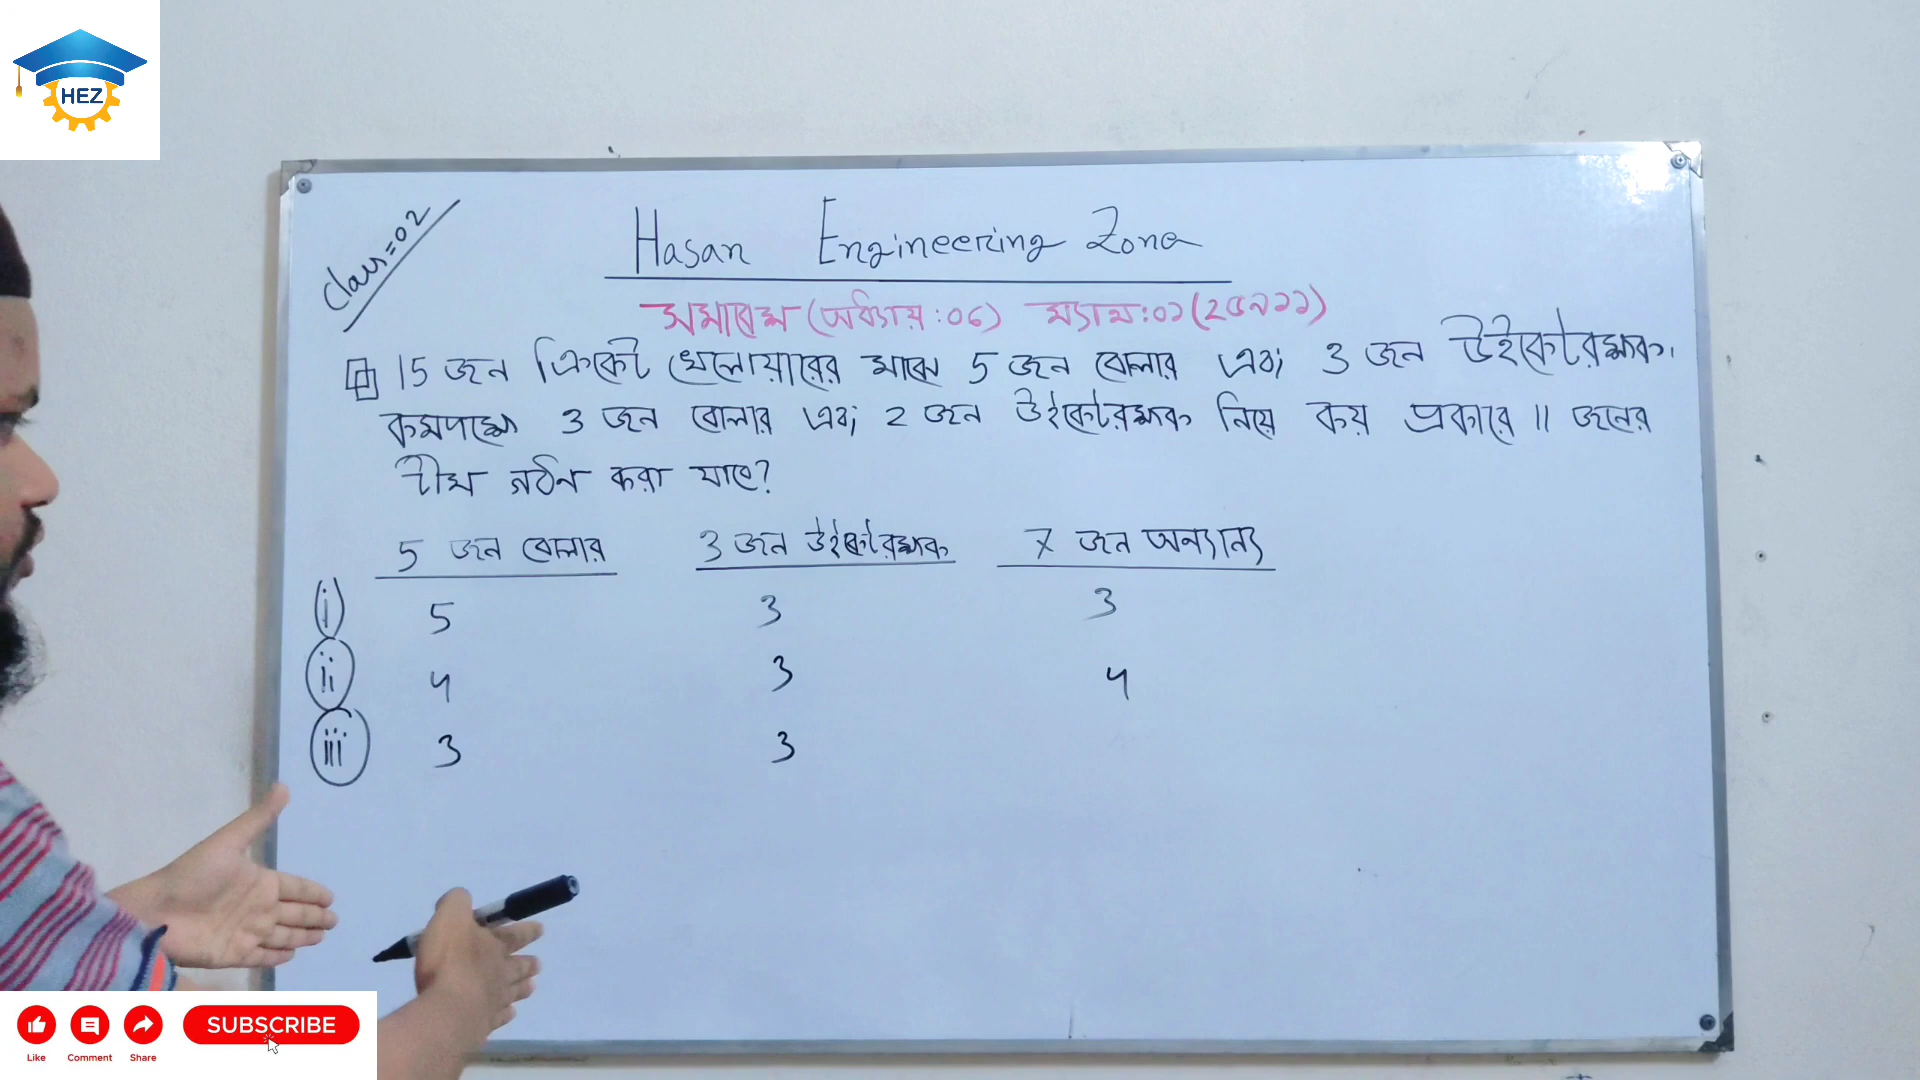 HEZ
Class=02
Hasan Engineering Zone
সমাবেশ (অধ্যায়:০৬) ম্যাথ:০১(২৫৯১১)
15 জন ক্রিকেট খেলোয়ারের মাঝে 5 জন বোলার এবং 3 জন উইকেটরক্ষক।
কমপক্ষে 3 জন বোলার এবং 2 জন উইকেটরক্ষক নিয়ে কয় প্রকারে 11 জনের
টীম গঠন করা যাবে?
5 জন বোলার 3 জন উইকেটরক্ষক 7 জন অন্যান্য
i 5 3 3
ii 4 3 4
iii 3 3
SUBSCRIBE
Like Comment Share